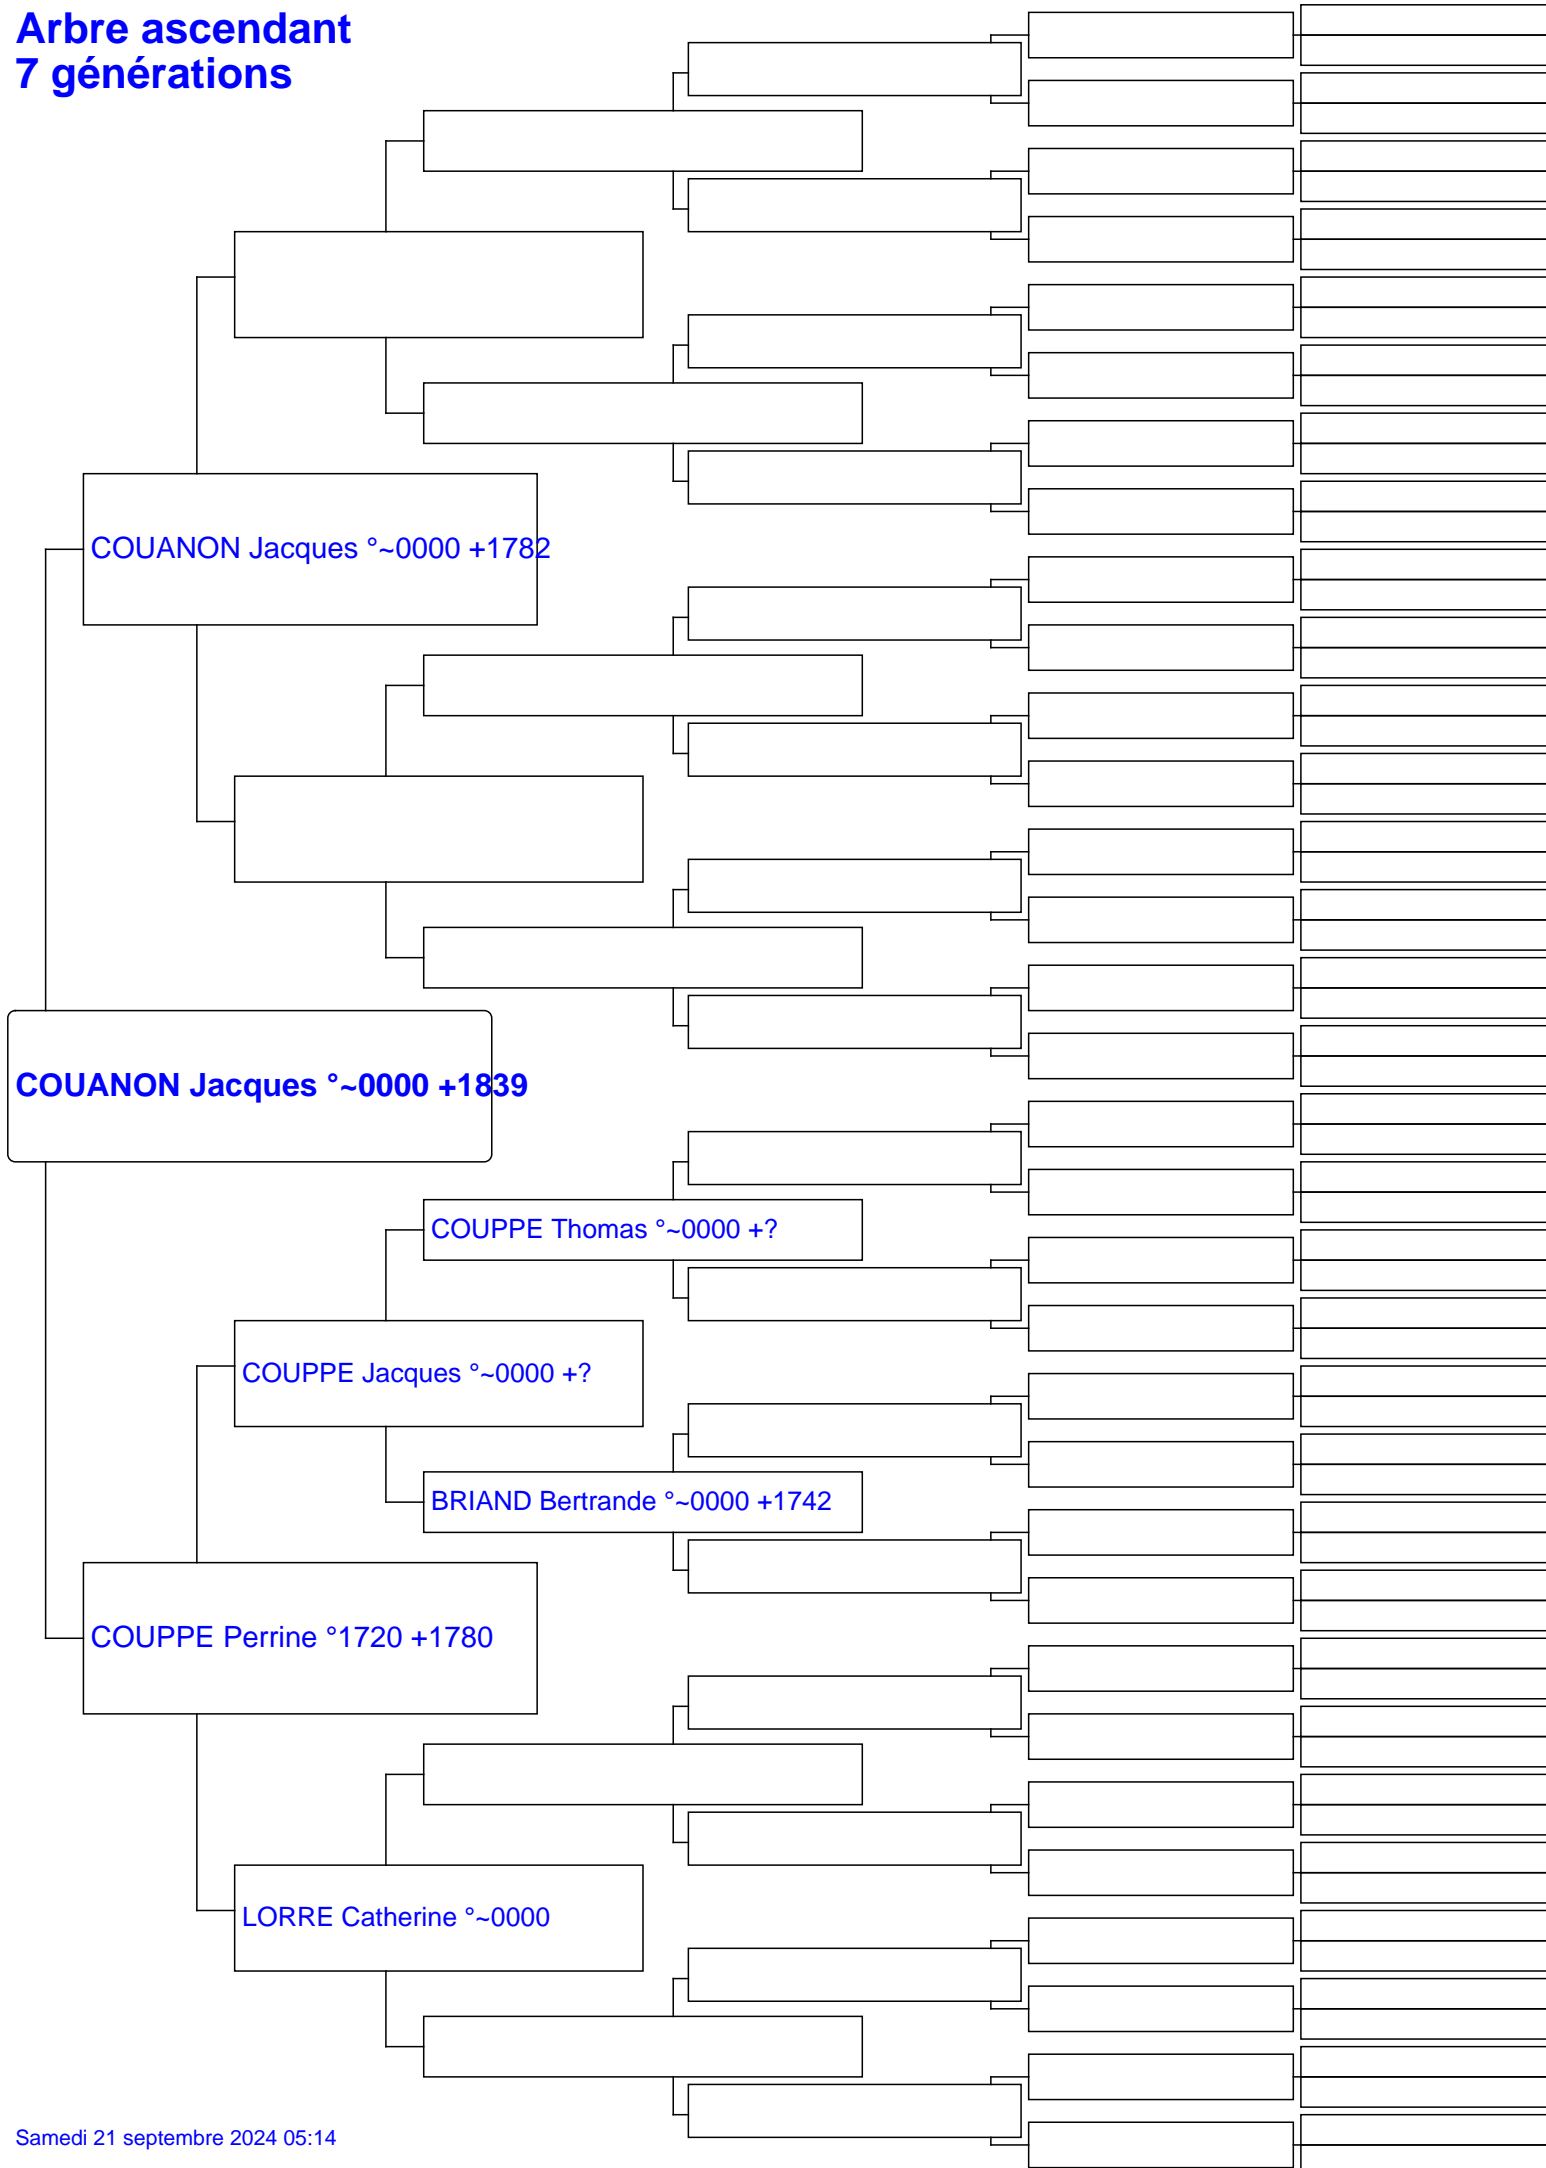 Arbre ascendant
7 générations
COUANON Jacques °~0000 +1782
COUANON Jacques °~0000 +1839
COUPPE Thomas °~0000 +?
COUPPE Jacques °~0000 +?
BRIAND Bertrande °~0000 +1742
COUPPE Perrine °1720 +1780
LORRE Catherine °~0000
Samedi 21 septembre 2024 05:14